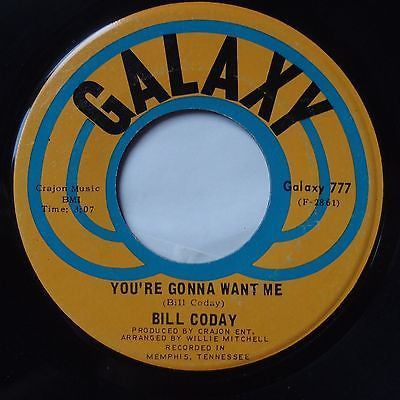 GALAXY
Crajon Music
BMI
Time: 3:07
Galaxy 777
(F-2861)
YOU'RE GONNA WANT ME
(Bill Coday)
BILL CODAY
PRODUCED BY CRAJON ENT.
ARRANGED BY WILLIE MITCHELL
RECORDED IN
MEMPHIS, TENNESSEE